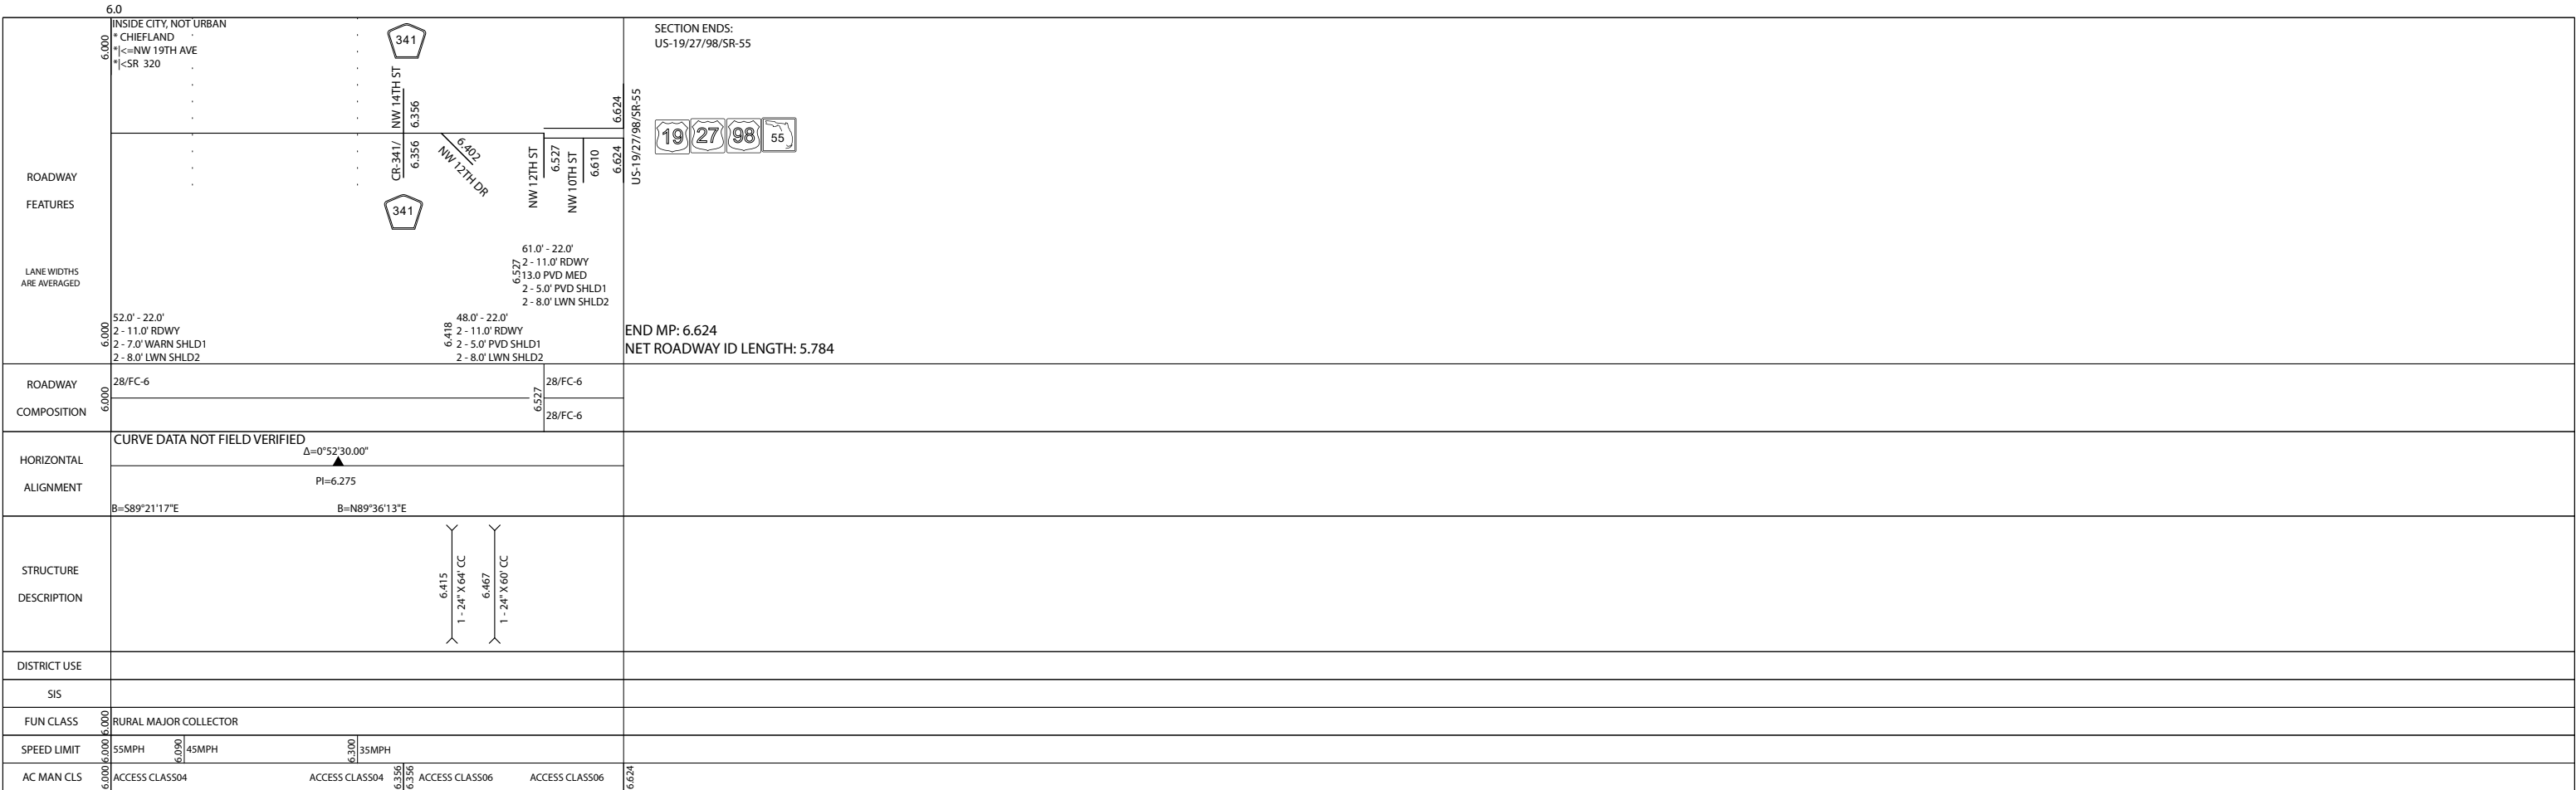 6.0
6.000
INSIDE CITY, NOT URBAN
* CHIEFLAND
*|<=NW 19TH AVE
*|<SR 320
341
SECTION ENDS:
US-19/27/98/SR-55
NW 14TH ST
6.356
CR-341/
6.356
341
6.402
NW 12TH DR
NW 12TH ST
6.527
NW 10TH ST
6.610
6.624
6.624
US-19/27/98/SR-55
19
27
98
55
ROADWAY
FEATURES
LANE WIDTHS
ARE AVERAGED
6.527
61.0' - 22.0'
2 - 11.0' RDWY
13.0 PVD MED
2 - 5.0' PVD SHLD1
2 - 8.0' LWN SHLD2
6.000
52.0' - 22.0'
2 - 11.0' RDWY
2 - 7.0' WARN SHLD1
2 - 8.0' LWN SHLD2
6.418
48.0' - 22.0'
2 - 11.0' RDWY
2 - 5.0' PVD SHLD1
2 - 8.0' LWN SHLD2
END MP: 6.624
NET ROADWAY ID LENGTH: 5.784
ROADWAY
COMPOSITION
6.000
28/FC-6
6.527
28/FC-6
28/FC-6
HORIZONTAL
ALIGNMENT
CURVE DATA NOT FIELD VERIFIED
Δ=0°52'30.00"
PI=6.275
B=S89°21'17"E
B=N89°36'13"E
STRUCTURE
DESCRIPTION
6.415
1 - 24" X 64' CC
6.467
1 - 24" X 60' CC
DISTRICT USE
SIS
FUN CLASS
6.000
RURAL MAJOR COLLECTOR
SPEED LIMIT
6.000
55MPH
6.090
45MPH
6.300
35MPH
AC MAN CLS
6.000
ACCESS CLASS04
ACCESS CLASS04
6.356
6.356
ACCESS CLASS06
ACCESS CLASS06
6.624